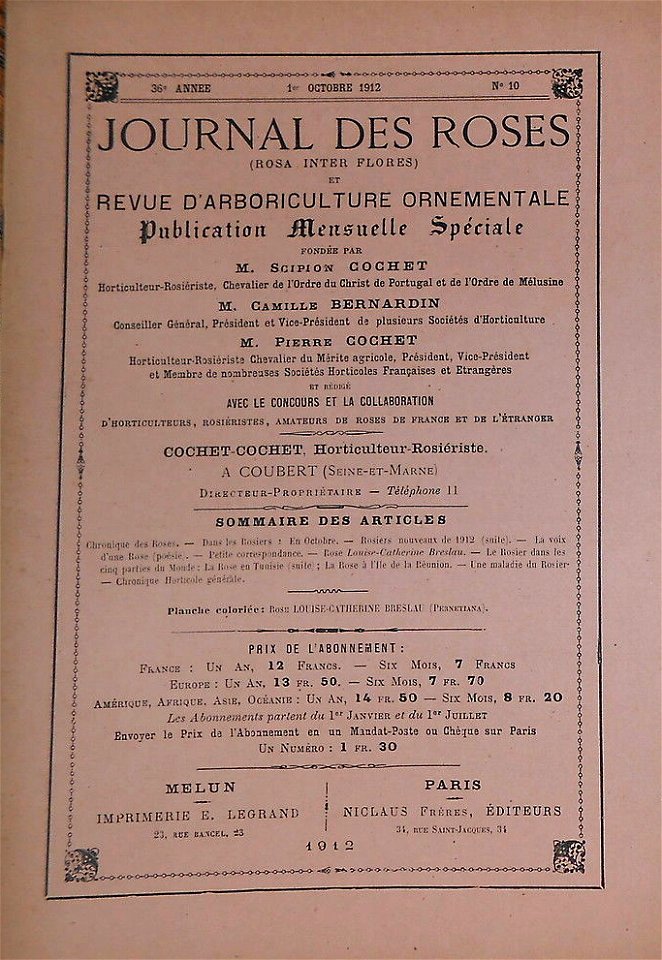 36e ANNEE 1er OCTOBRE 1912 No 10
JOURNAL DES ROSES
(ROSA INTER FLORES)
ET
REVUE D'ARBORICULTURE ORNEMENTALE
Publication Mensuelle Spéciale
FONDÉE PAR
M. SCIPION COCHET
Horticulteur-Rosiériste, Chevalier de l'Ordre du Christ de Portugal et de l'Ordre de Mélusine
M. CAMILLE BERNARDIN
Conseiller Général, Président et Vice-Président de plusieurs Sociétés d'Horticulture
M. PIERRE COCHET
Horticulteur-Rosiériste Chevalier du Mérite agricole, Président, Vice-Président
et Membre de nombreuses Sociétés Horticoles Françaises et Etrangères
ET RÉDIGÉ
AVEC LE CONCOURS ET LA COLLABORATION
D'HORTICULTEURS, ROSIÉRISTES, AMATEURS DE ROSES DE FRANCE ET DE L'ÉTRANGER
COCHET-COCHET, Horticulteur-Rosiériste.
A COUBERT (SEINE-ET-MARNE)
DIRECTEUR-PROPRIÉTAIRE — Téléphone 11
SOMMAIRE DES ARTICLES
Chronique des Roses. — Dans les Rosiers : En Octobre. — Rosiers nouveaux de 1912 (suite). — La voix
d'une Rose (poésie). — Petite correspondance. — Rose Louise-Catherine Breslau. — Le Rosier dans les
cinq parties du Monde : La Rose en Tunisie (suite) ; La Rose à l'Ile de la Réunion. — Une maladie du Rosier
— Chronique Horticole générale.
Planche coloriée : ROSE LOUISE-CATHERINE BRESLAU (PERNETIANA).
PRIX DE L'ABONNEMENT :
FRANCE : UN AN, 12 FRANCS. — SIX MOIS, 7 FRANCS
EUROPE : UN AN, 13 FR. 50. — SIX MOIS, 7 FR. 70
AMÉRIQUE, AFRIQUE, ASIE, OCÉANIE : UN AN, 14 FR. 50 — SIX MOIS, 8 FR. 20
Les Abonnements partent du 1er JANVIER et du 1er JUILLET
Envoyer le Prix de l'Abonnement en un Mandat-Poste ou Chèque sur Paris
UN NUMÉRO : 1 FR. 30
MELUN
IMPRIMERIE E. LEGRAND
23, RUE BANCEL, 23
PARIS
NICLAUS FRÈRES, ÉDITEURS
34, RUE SAINT-JACQUES, 34
1912